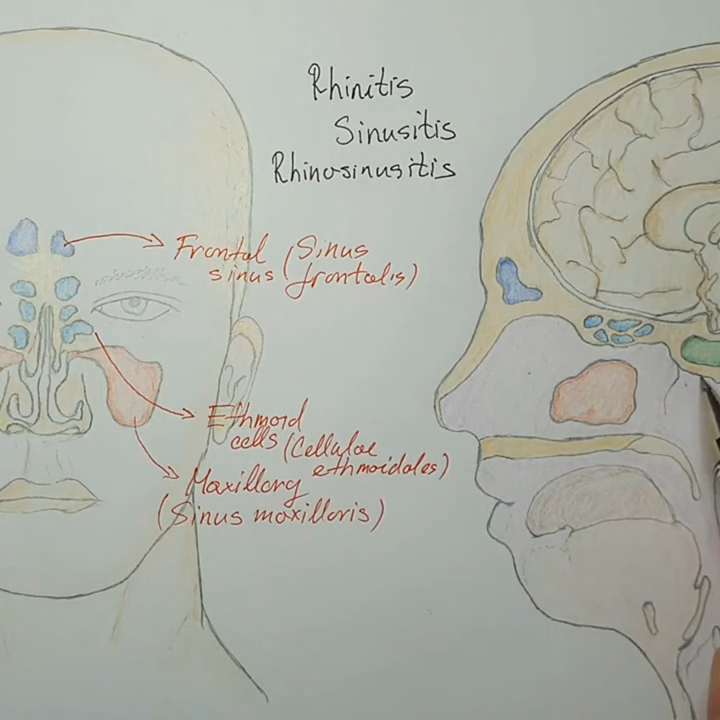 Rhinitis
Sinusitis
Rhinosinusitis
Frontal (Sinus
sinus (frontalis)
Ethmoid
cells (Cellulae
ethmoidales)
Maxillary
(Sinus maxillaris)